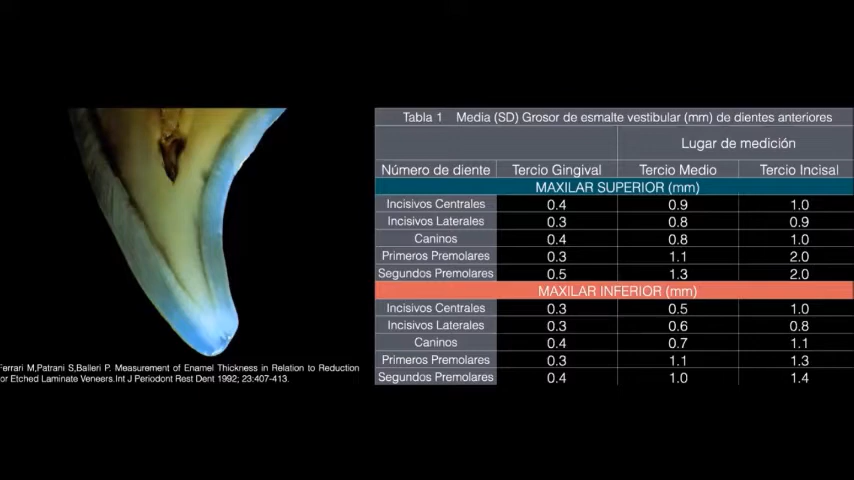 Tabla 1 Media (SD) Grosor de esmalte vestibular (mm) de dientes anteriores
Lugar de medición
Número de diente Tercio Gingival Tercio Medio Tercio Incisal
MAXILAR SUPERIOR (mm)
Incisivos Centrales 0.4 0.9 1.0
Incisivos Laterales 0.3 0.8 0.9
Caninos 0.4 0.8 1.0
Primeros Premolares 0.3 1.1 2.0
Segundos Premolares 0.5 1.3 2.0
MAXILAR INFERIOR (mm)
Incisivos Centrales 0.3 0.5 1.0
Incisivos Laterales 0.3 0.6 0.8
Caninos 0.4 0.7 1.1
Primeros Premolares 0.3 1.1 1.3
Segundos Premolares 0.4 1.0 1.4
Ferrari M,Patrani S,Balleri P. Measurement of Enamel Thickness in Relation to Reduction
or Etched Laminate Veneers.Int J Periodont Rest Dent 1992; 23:407-413.